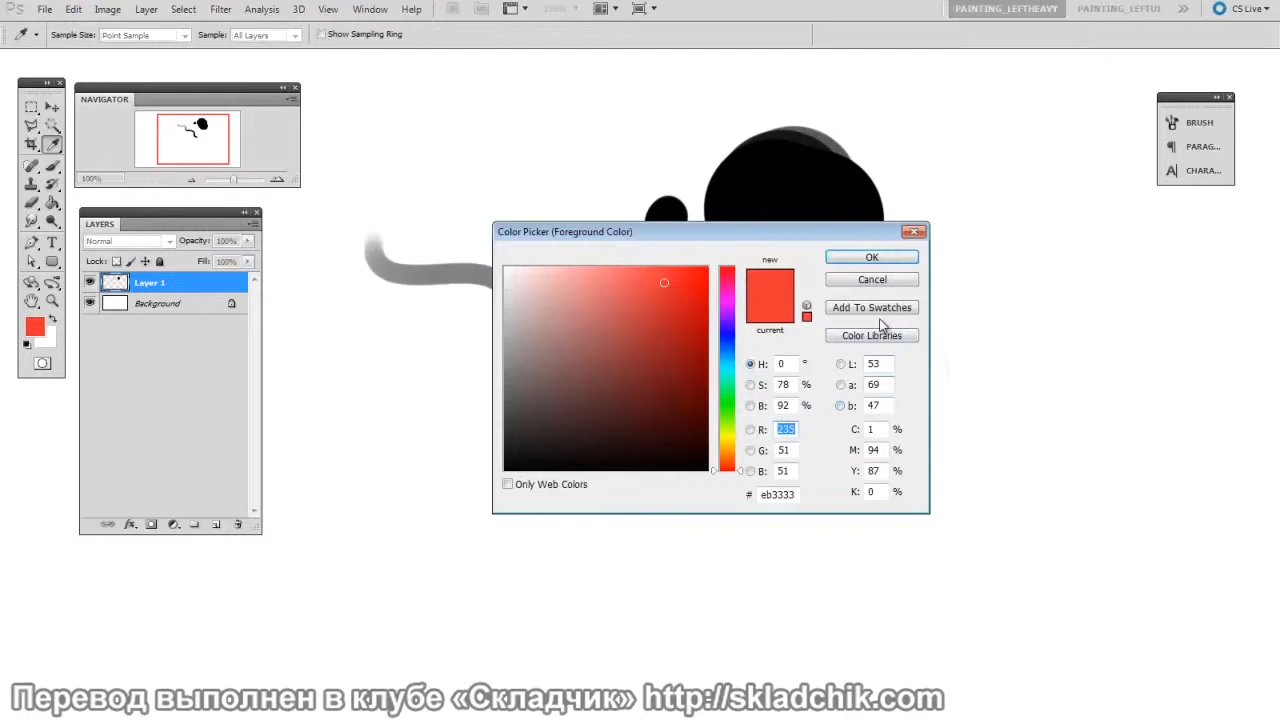 Ps File Edit Image Layer Select Filter Analysis 3D View Window Help 100% PAINTING_LEFTHEAVY PAINTING_LEFTUI CS Live
Sample Size: Point Sample Sample: All Layers Show Sampling Ring
NAVIGATOR
100%
BRUSH
PARAG...
CHARA...
LAYERS
Normal Opacity: 100%
Lock: Fill: 100%
Layer 1
Background
Color Picker (Foreground Color)
new
current
OK
Cancel
Add To Swatches
Color Libraries
H: 0 °
S: 78 %
B: 92 %
R: 235
G: 51
B: 51
# eb3333
L: 53
a: 69
b: 47
C: 1 %
M: 94 %
Y: 87 %
K: 0 %
Only Web Colors
Перевод выполнен в клубе «Складчик» http://skladchik.com